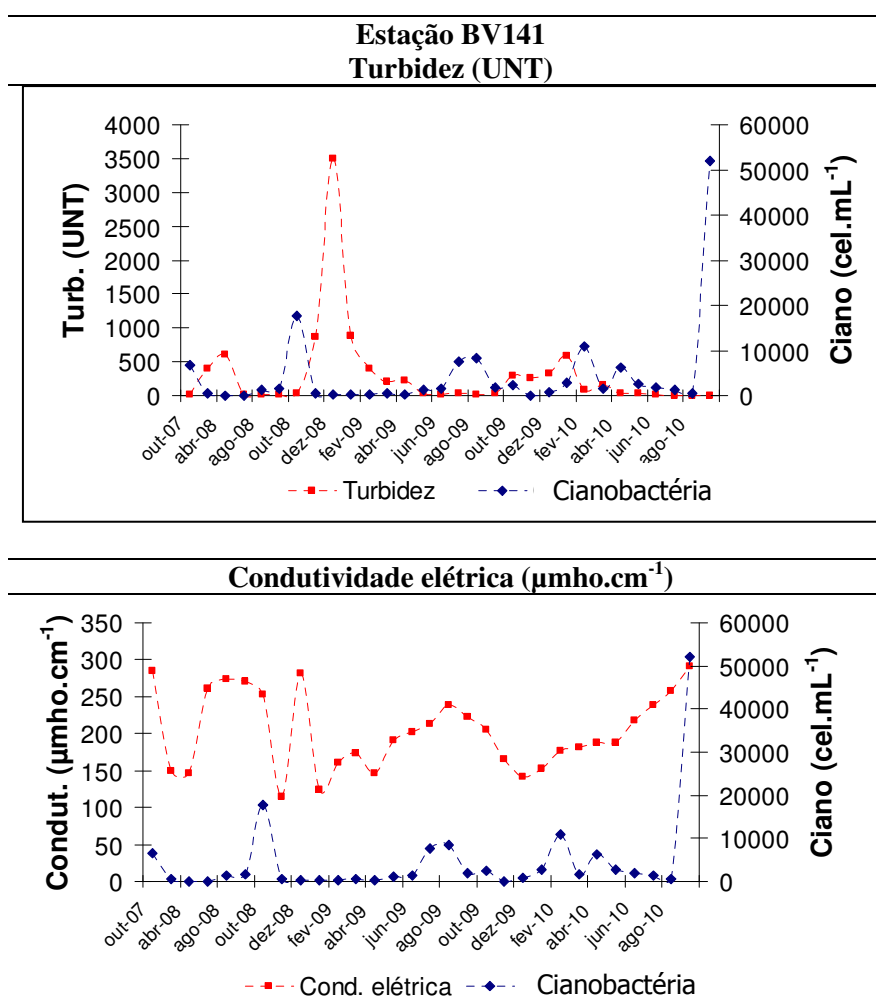 Estação BV141
Turbidez (UNT)
4000
3500
3000
2500
2000
1500
1000
500
0
Turb. (UNT)
60000
50000
40000
30000
20000
10000
0
Ciano (cel.mL⁻¹)
out-07
abr-08
ago-08
out-08
dez-08
fev-09
abr-09
jun-09
ago-09
out-09
dez-09
fev-10
abr-10
jun-10
ago-10
Turbidez Cianobactéria
Condutividade elétrica (µmho.cm⁻¹)
350
300
250
200
150
100
50
0
Condut. (µmho.cm⁻¹)
60000
50000
40000
30000
20000
10000
0
Ciano (cel.mL⁻¹)
out-07
abr-08
ago-08
out-08
dez-08
fev-09
abr-09
jun-09
ago-09
out-09
dez-09
fev-10
abr-10
jun-10
ago-10
Cond. elétrica Cianobactéria